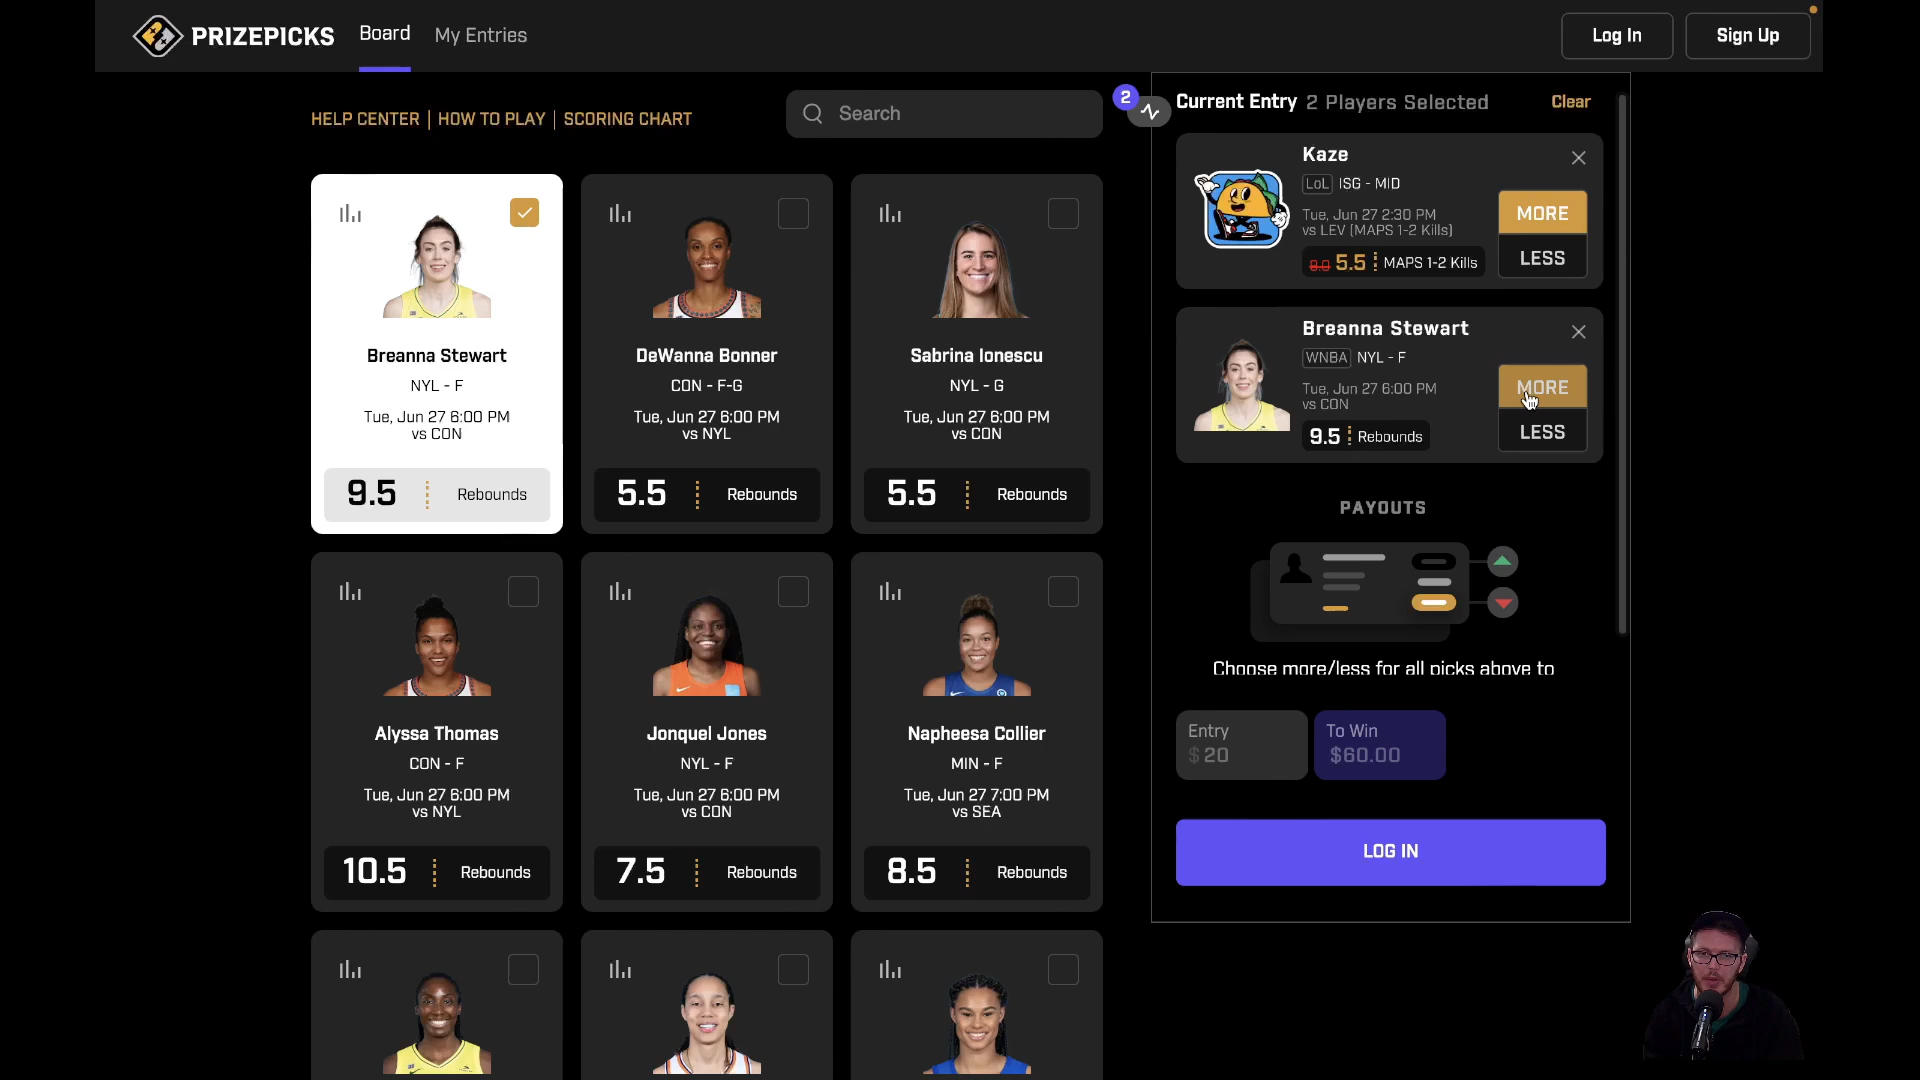 PRIZEPICKS
Board
My Entries
Log In
Sign Up
HELP CENTER | HOW TO PLAY | SCORING CHART
Search
2
Current Entry 2 Players Selected
Clear
Breanna Stewart
NYL - F
Tue, Jun 27 6:00 PM
vs CON
9.5 Rebounds
DeWanna Bonner
CON - F-G
Tue, Jun 27 6:00 PM
vs NYL
5.5 Rebounds
Sabrina Ionescu
NYL - G
Tue, Jun 27 6:00 PM
vs CON
5.5 Rebounds
Alyssa Thomas
CON - F
Tue, Jun 27 6:00 PM
vs NYL
10.5 Rebounds
Jonquel Jones
NYL - F
Tue, Jun 27 6:00 PM
vs CON
7.5 Rebounds
Napheesa Collier
MIN - F
Tue, Jun 27 7:00 PM
vs SEA
8.5 Rebounds
Kaze
LoL ISG - MID
Tue, Jun 27 2:30 PM
vs LEV (MAPS 1-2 Kills)
8.0 5.5 MAPS 1-2 Kills
MORE
LESS
Breanna Stewart
WNBA NYL - F
Tue, Jun 27 6:00 PM
vs CON
9.5 Rebounds
MORE
LESS
PAYOUTS
Choose more/less for all picks above to
Entry
$ 20
To Win
$60.00
LOG IN